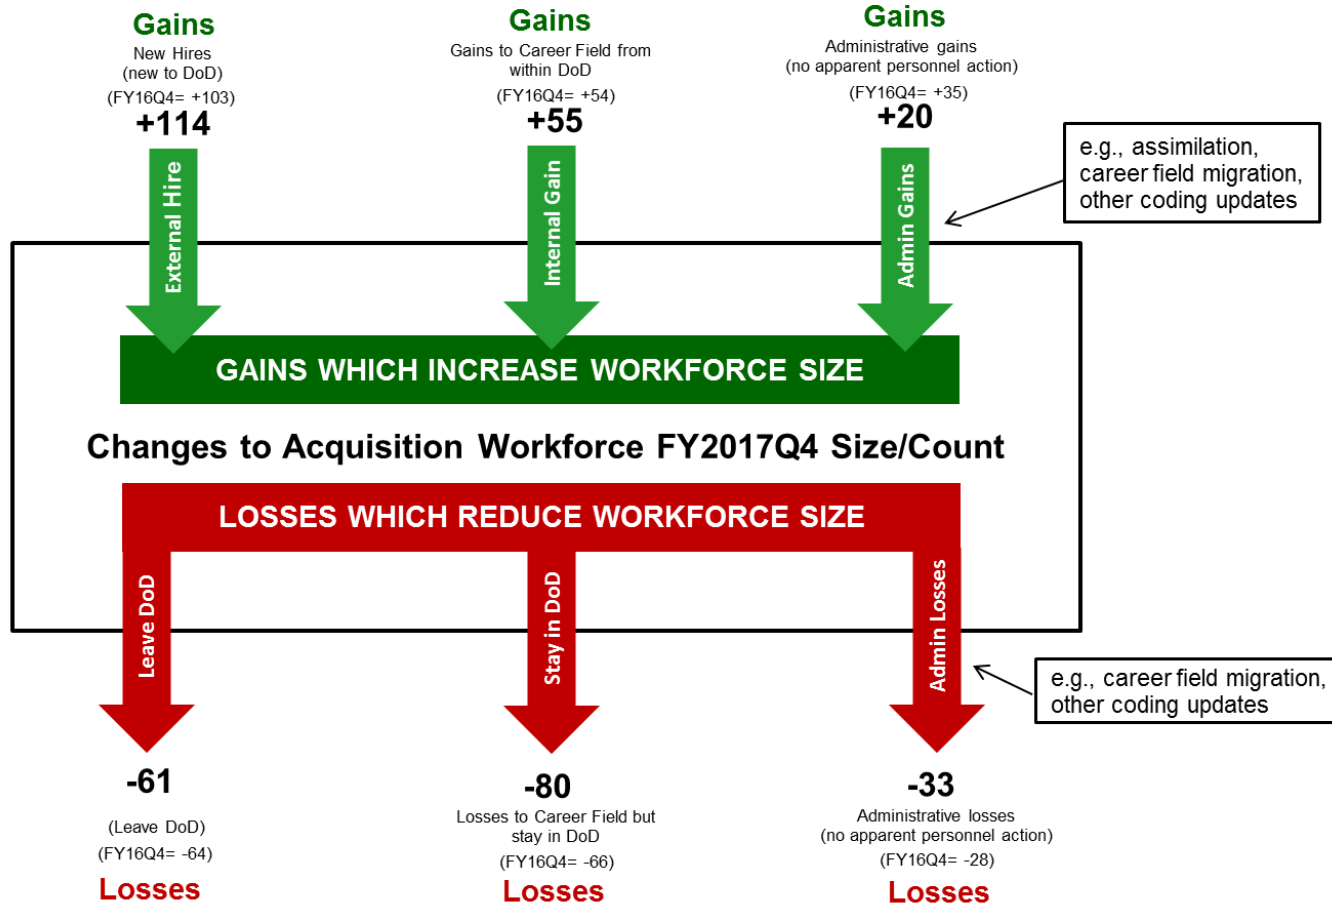 Gains
New Hires
(new to DoD)
(FY16Q4= +103)
+114
Gains
Gains to Career Field from
within DoD
(FY16Q4= +54)
+55
Gains
Administrative gains
(no apparent personnel action)
(FY16Q4= +35)
+20
e.g., assimilation,
career field migration,
other coding updates
External Hire
Internal Gain
Admin Gains
GAINS WHICH INCREASE WORKFORCE SIZE
Changes to Acquisition Workforce FY2017Q4 Size/Count
LOSSES WHICH REDUCE WORKFORCE SIZE
Leave DoD
Stay in DoD
Admin Losses
e.g., career field migration,
other coding updates
-61
(Leave DoD)
(FY16Q4= -64)
Losses
-80
Losses to Career Field but
stay in DoD
(FY16Q4= -66)
Losses
-33
Administrative losses
(no apparent personnel action)
(FY16Q4= -28)
Losses